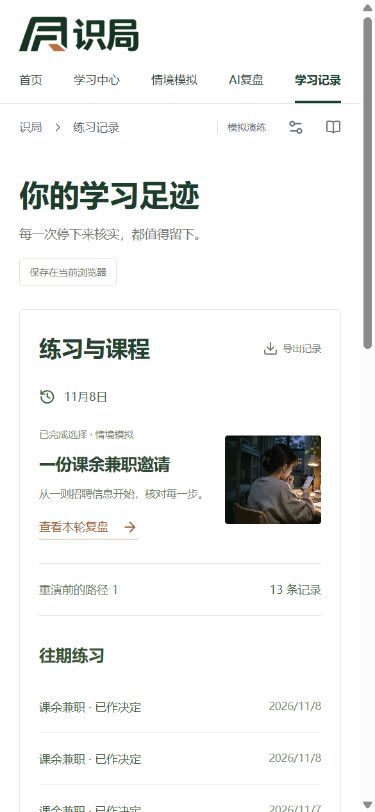 识局
首页 学习中心 情境模拟 AI复盘 学习记录
识局 > 练习记录 模拟演练
你的学习足迹
每一次停下来核实，都值得留下。
保存在当前浏览器
练习与课程 导出记录
11月8日
已完成选择 · 情境模拟
一份课余兼职邀请
从一则招聘信息开始，核对每一步。
查看本轮复盘 →
重演前的路径 1 13 条记录
往期练习
课余兼职 · 已作决定 2026/11/8
课余兼职 · 已作决定 2026/11/8
课余兼职 · 已作决定 2026/11/7